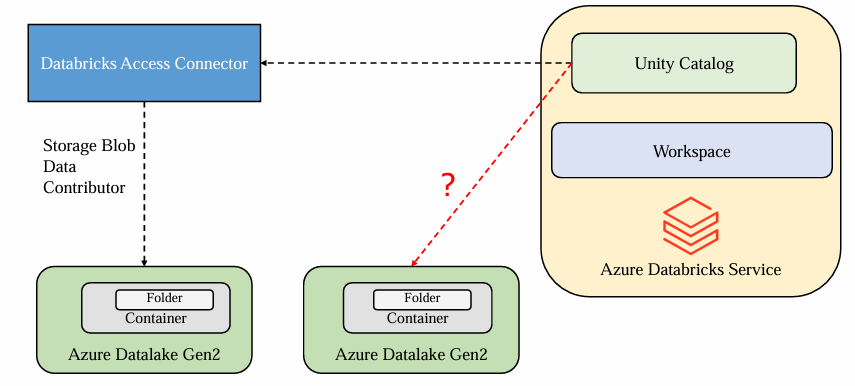 Databricks Access Connector
Unity Catalog
Storage Blob
Data
Contributor
?
Workspace
Azure Databricks Service
Folder
Container
Azure Datalake Gen2
Folder
Container
Azure Datalake Gen2